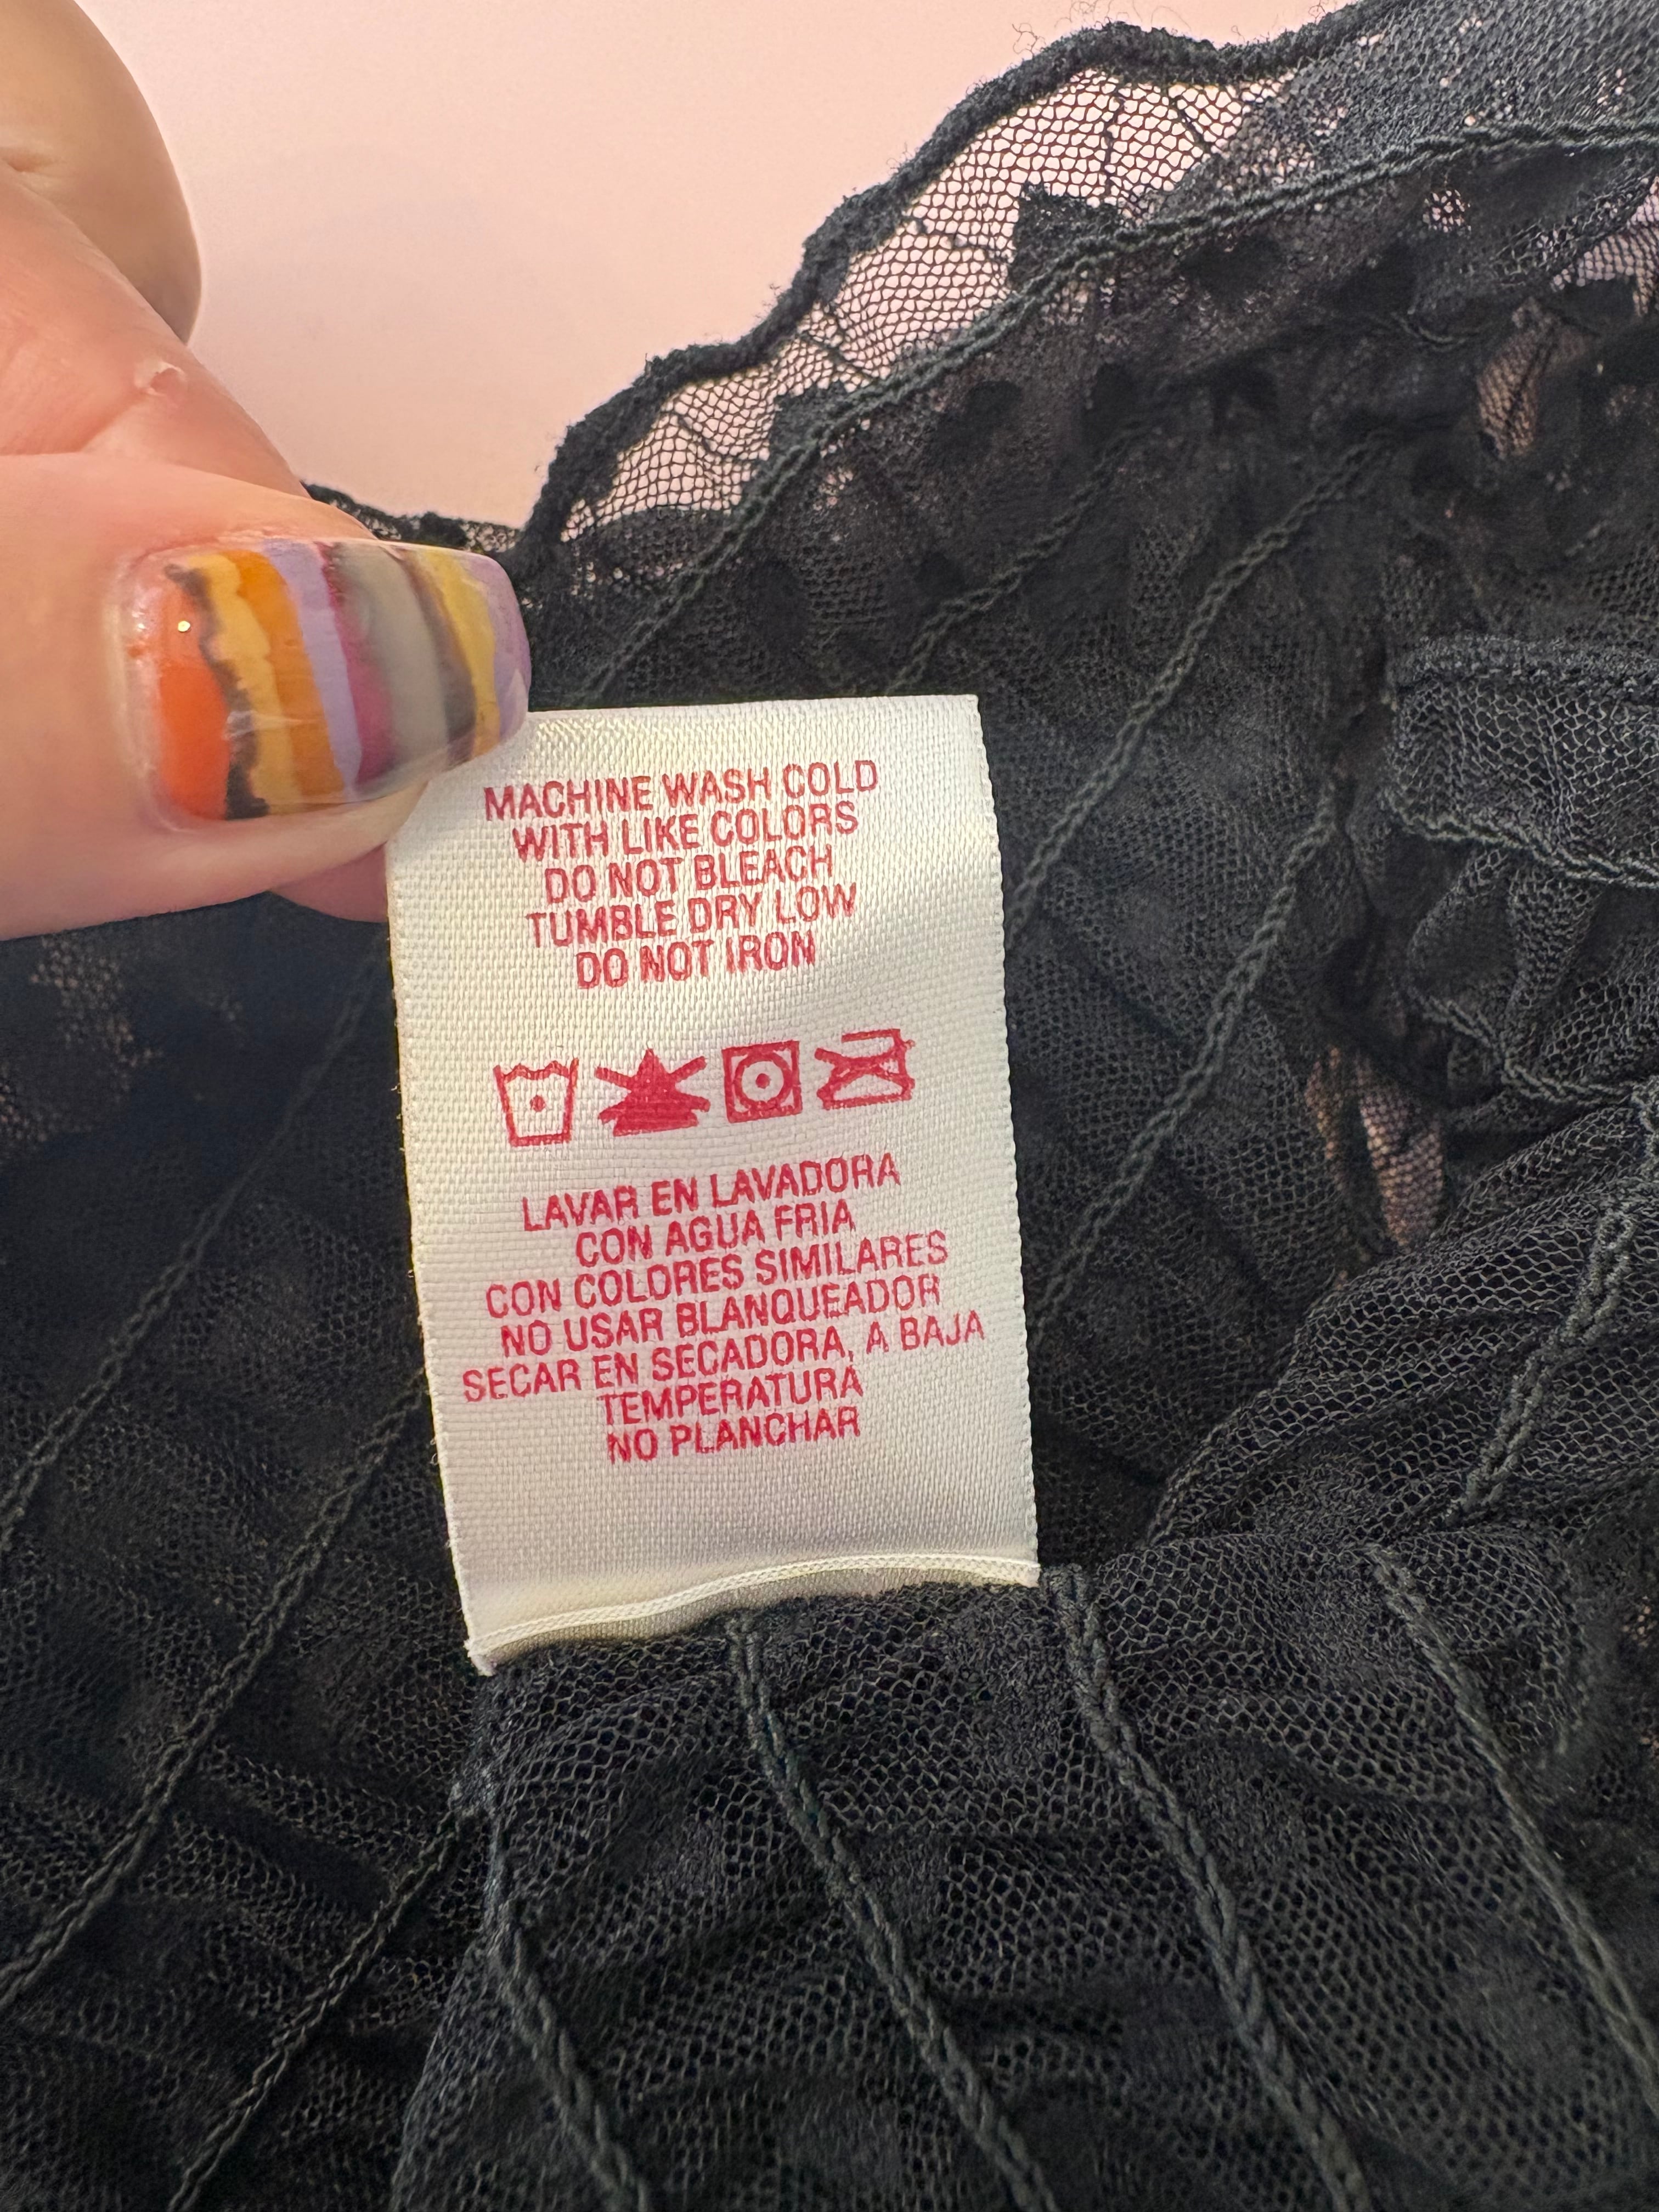 MACHINE WASH COLD
WITH LIKE COLORS
DO NOT BLEACH
TUMBLE DRY LOW
DO NOT IRON
LAVAR EN LAVADORA
CON AGUA FRIA
CON COLORES SIMILARES
NO USAR BLANQUEADOR
SECAR EN SECADORA, A BAJA
TEMPERATURA
NO PLANCHAR